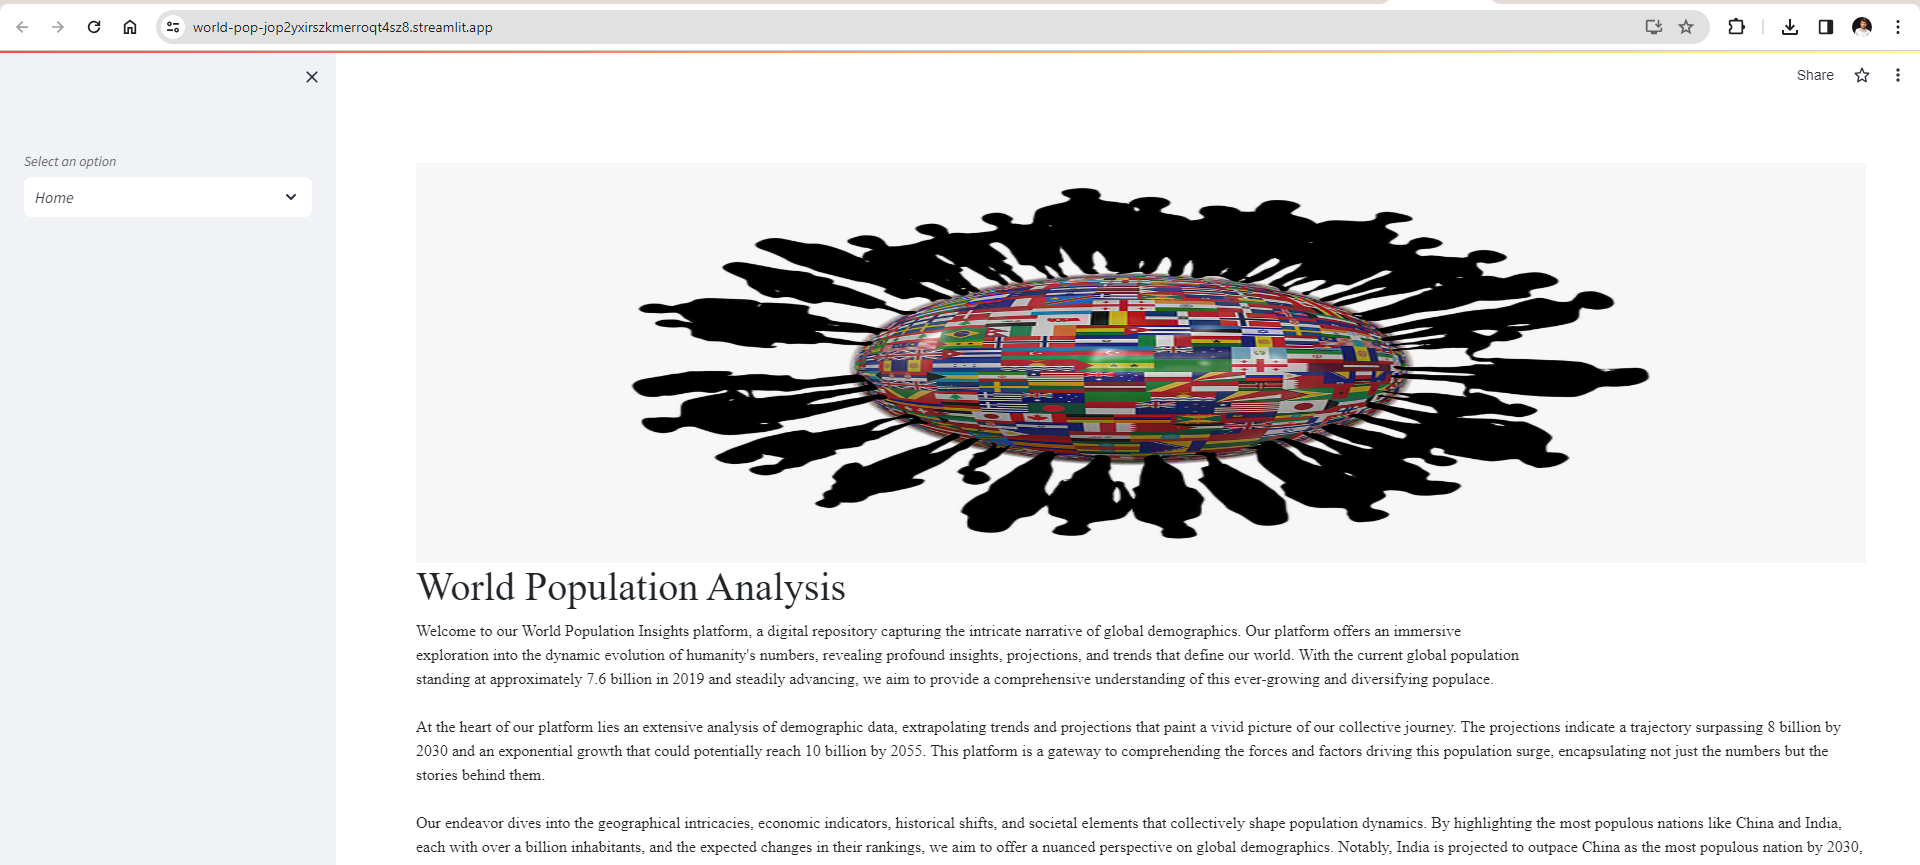 world-pop-jop2yxirszkmerroqt4sz8.streamlit.app
Share
Select an option
Home
World Population Analysis
Welcome to our World Population Insights platform, a digital repository capturing the intricate narrative of global demographics. Our platform offers an immersive
exploration into the dynamic evolution of humanity's numbers, revealing profound insights, projections, and trends that define our world. With the current global population
standing at approximately 7.6 billion in 2019 and steadily advancing, we aim to provide a comprehensive understanding of this ever-growing and diversifying populace.
At the heart of our platform lies an extensive analysis of demographic data, extrapolating trends and projections that paint a vivid picture of our collective journey. The projections indicate a trajectory surpassing 8 billion by
2030 and an exponential growth that could potentially reach 10 billion by 2055. This platform is a gateway to comprehending the forces and factors driving this population surge, encapsulating not just the numbers but the
stories behind them.
Our endeavor dives into the geographical intricacies, economic indicators, historical shifts, and societal elements that collectively shape population dynamics. By highlighting the most populous nations like China and India,
each with over a billion inhabitants, and the expected changes in their rankings, we aim to offer a nuanced perspective on global demographics. Notably, India is projected to outpace China as the most populous nation by 2030,